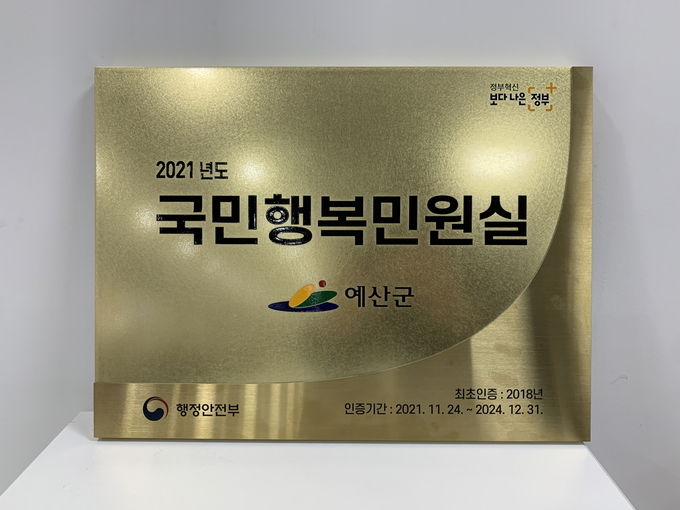 정부혁신
보다 나은 정부
2021 년도
국민행복민원실
예산군
최초인증 : 2018년
행정안전부
인증기간 : 2021. 11. 24. ~ 2024. 12. 31.